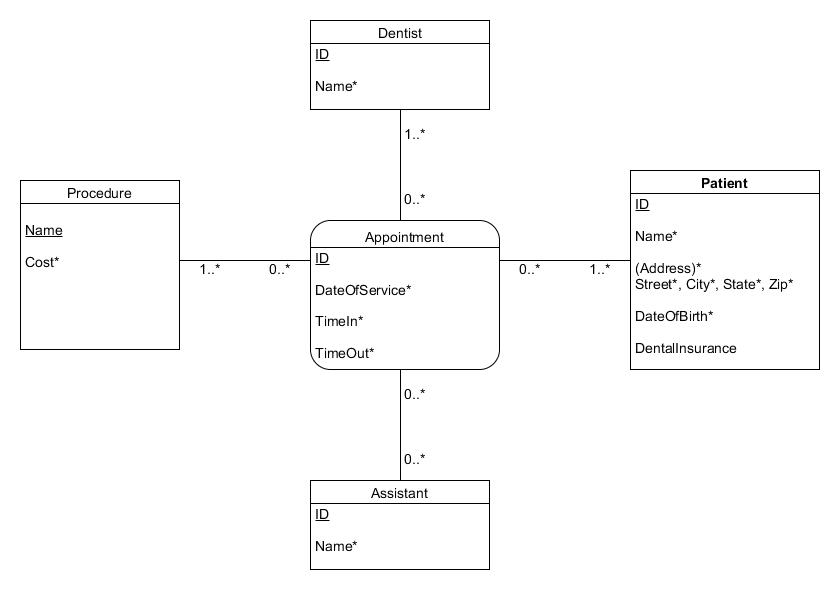 Dentist
ID
Name*
1..*
0..*
Procedure
Name
Cost*
1..*
0..*
Appointment
ID
DateOfService*
TimeIn*
TimeOut*
0..*
1..*
Patient
ID
Name*
(Address)*
Street*, City*, State*, Zip*
DateOfBirth*
DentalInsurance
0..*
0..*
Assistant
ID
Name*